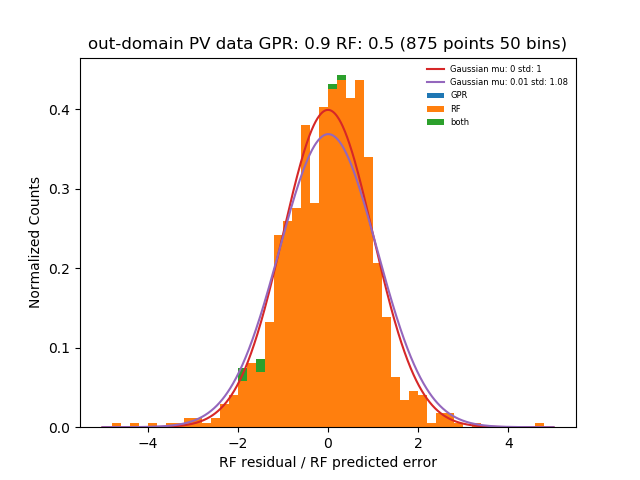 out-domain PV data GPR: 0.9 RF: 0.5 (875 points 50 bins)
Gaussian mu: 0 std: 1
Gaussian mu: 0.01 std: 1.08
GPR
RF
both
Normalized Counts
0.4
0.3
0.2
0.1
0.0
−4 −2 0 2 4
RF residual / RF predicted error